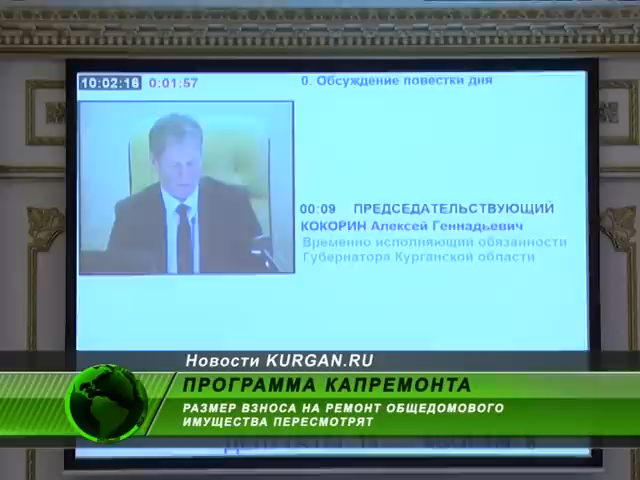 10:02:16 0:01:57
0. Обсуждение повестки дня
00:09 ПРЕДСЕДАТЕЛЬСТВУЮЩИЙ
КОКОРИН Алексей Геннадьевич
Временно исполняющий обязанности
Губернатора Курганской области
Новости KURGAN.RU
ПРОГРАММА КАПРЕМОНТА
РАЗМЕР ВЗНОСА НА РЕМОНТ ОБЩЕДОМОВОГО
ИМУЩЕСТВА ПЕРЕСМОТРЯТ